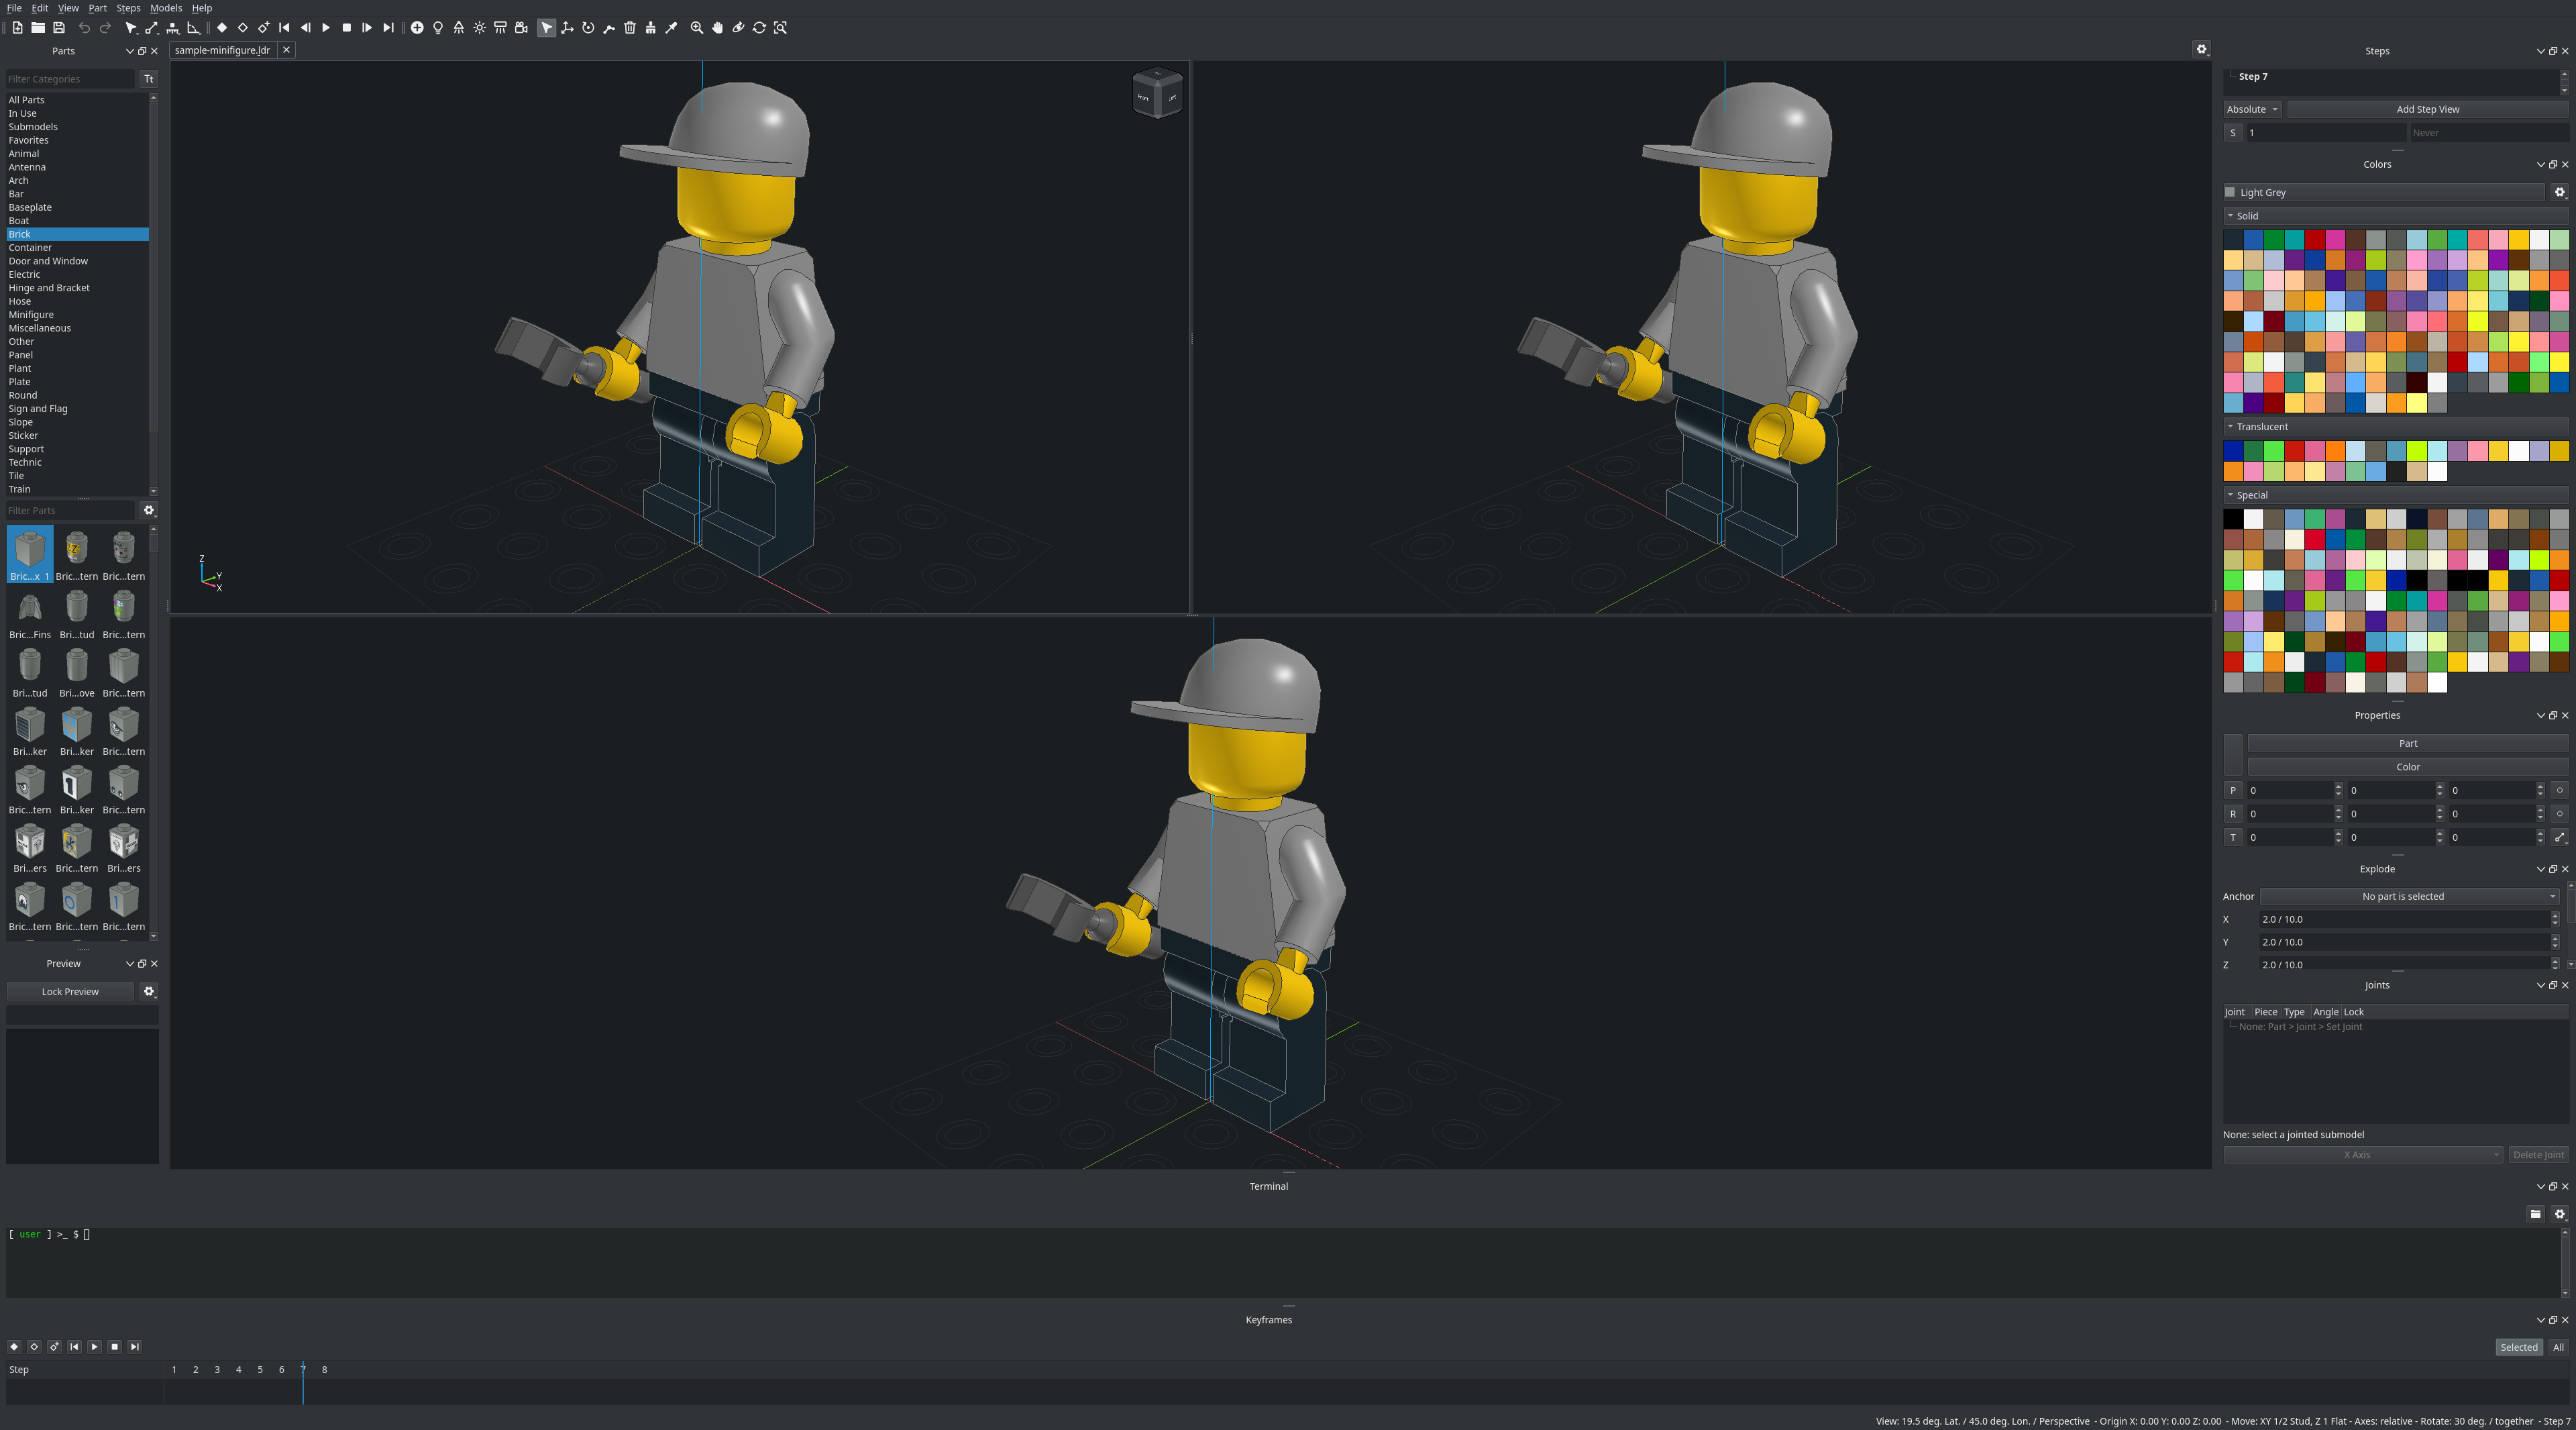 File Edit View Part Steps Models Help
Parts
sample-minifigure.ldr
Steps
Filter Categories
Tt
Step 7
All Parts
In Use
Submodels
Favorites
Animal
Antenna
Arch
Bar
Baseplate
Boat
Brick
Container
Door and Window
Electric
Hinge and Bracket
Hose
Minifigure
Miscellaneous
Other
Panel
Plant
Plate
Round
Sign and Flag
Slope
Sticker
Support
Technic
Tile
Train
Filter Parts
Bric...x 1 Bric...tern Bric...tern
Bric...Fins Bri...tud Bric...tern
Bri...tud Bri...ove Bric...tern
Bri...ker Bri...ker Bric...tern
Bric...tern Bri...ker Bric...tern
Bri...ers Bric...tern Bri...ers
Bric...tern Bric...tern Bric...tern
Preview
Lock Preview
Front Left
Z
Y
X
Absolute Add Step View
S 1 Never
Colors
Light Grey
Solid
Translucent
Special
Properties
Part
Color
P 0 0 0
R 0 0 0
T 0 0 0
Explode
Anchor No part is selected
X 2.0 / 10.0
Y 2.0 / 10.0
Z 2.0 / 10.0
Joints
Joint Piece Type Angle Lock
None: Part > Joint > Set Joint
None: select a jointed submodel
X Axis Delete Joint
Terminal
[ user ] >_ $
Keyframes
Selected All
Step 1 2 3 4 5 6 7 8
View: 19.5 deg. Lat. / 45.0 deg. Lon. / Perspective - Origin X: 0.00 Y: 0.00 Z: 0.00 - Move: XY 1/2 Stud, Z 1 Flat - Axes: relative - Rotate: 30 deg. / together - Step 7